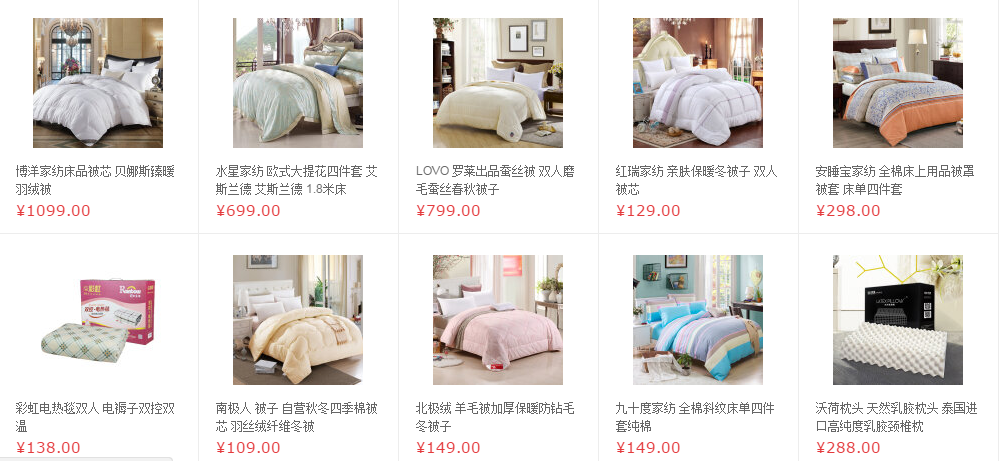 博洋家纺床品被芯 贝娜斯臻暖
羽绒被
¥1099.00
水星家纺 欧式大提花四件套 艾
斯兰德 艾斯兰德 1.8米床
¥699.00
LOVO 罗莱出品蚕丝被 双人磨
毛蚕丝春秋被子
¥799.00
红瑞家纺 亲肤保暖冬被子 双人
被芯
¥129.00
安睡宝家纺 全棉床上用品被罩
被套 床单四件套
¥298.00
彩虹
Rainbow
双控·电热毯
彩虹电热毯双人 电褥子双控双
温
¥138.00
南极人 被子 自营秋冬四季棉被
芯 羽丝绒纤维冬被
¥109.00
北极绒 羊毛被加厚保暖防钻毛
冬被子
¥149.00
九十度家纺 全棉斜纹床单四件
套纯棉
¥149.00
沃荷枕头 天然乳胶枕头 泰国进
口高纯度乳胶颈椎枕
¥288.00